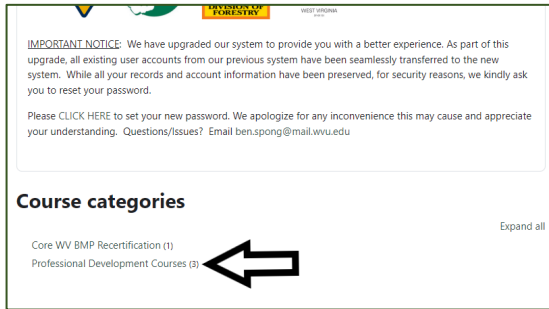 DIVISION OF
FORESTRY
WEST VIRGINIA
IMPORTANT NOTICE: We have upgraded our system to provide you with a better experience. As part of this
upgrade, all existing user accounts from our previous system have been seamlessly transferred to the new
system. While all your records and account information have been preserved, for security reasons, we kindly ask
you to reset your password.
Please CLICK HERE to set your new password. We apologize for any inconvenience this may cause and appreciate
your understanding. Questions/Issues? Email ben.spong@mail.wvu.edu
Course categories
Expand all
Core WV BMP Recertification (1)
Professional Development Courses (3)